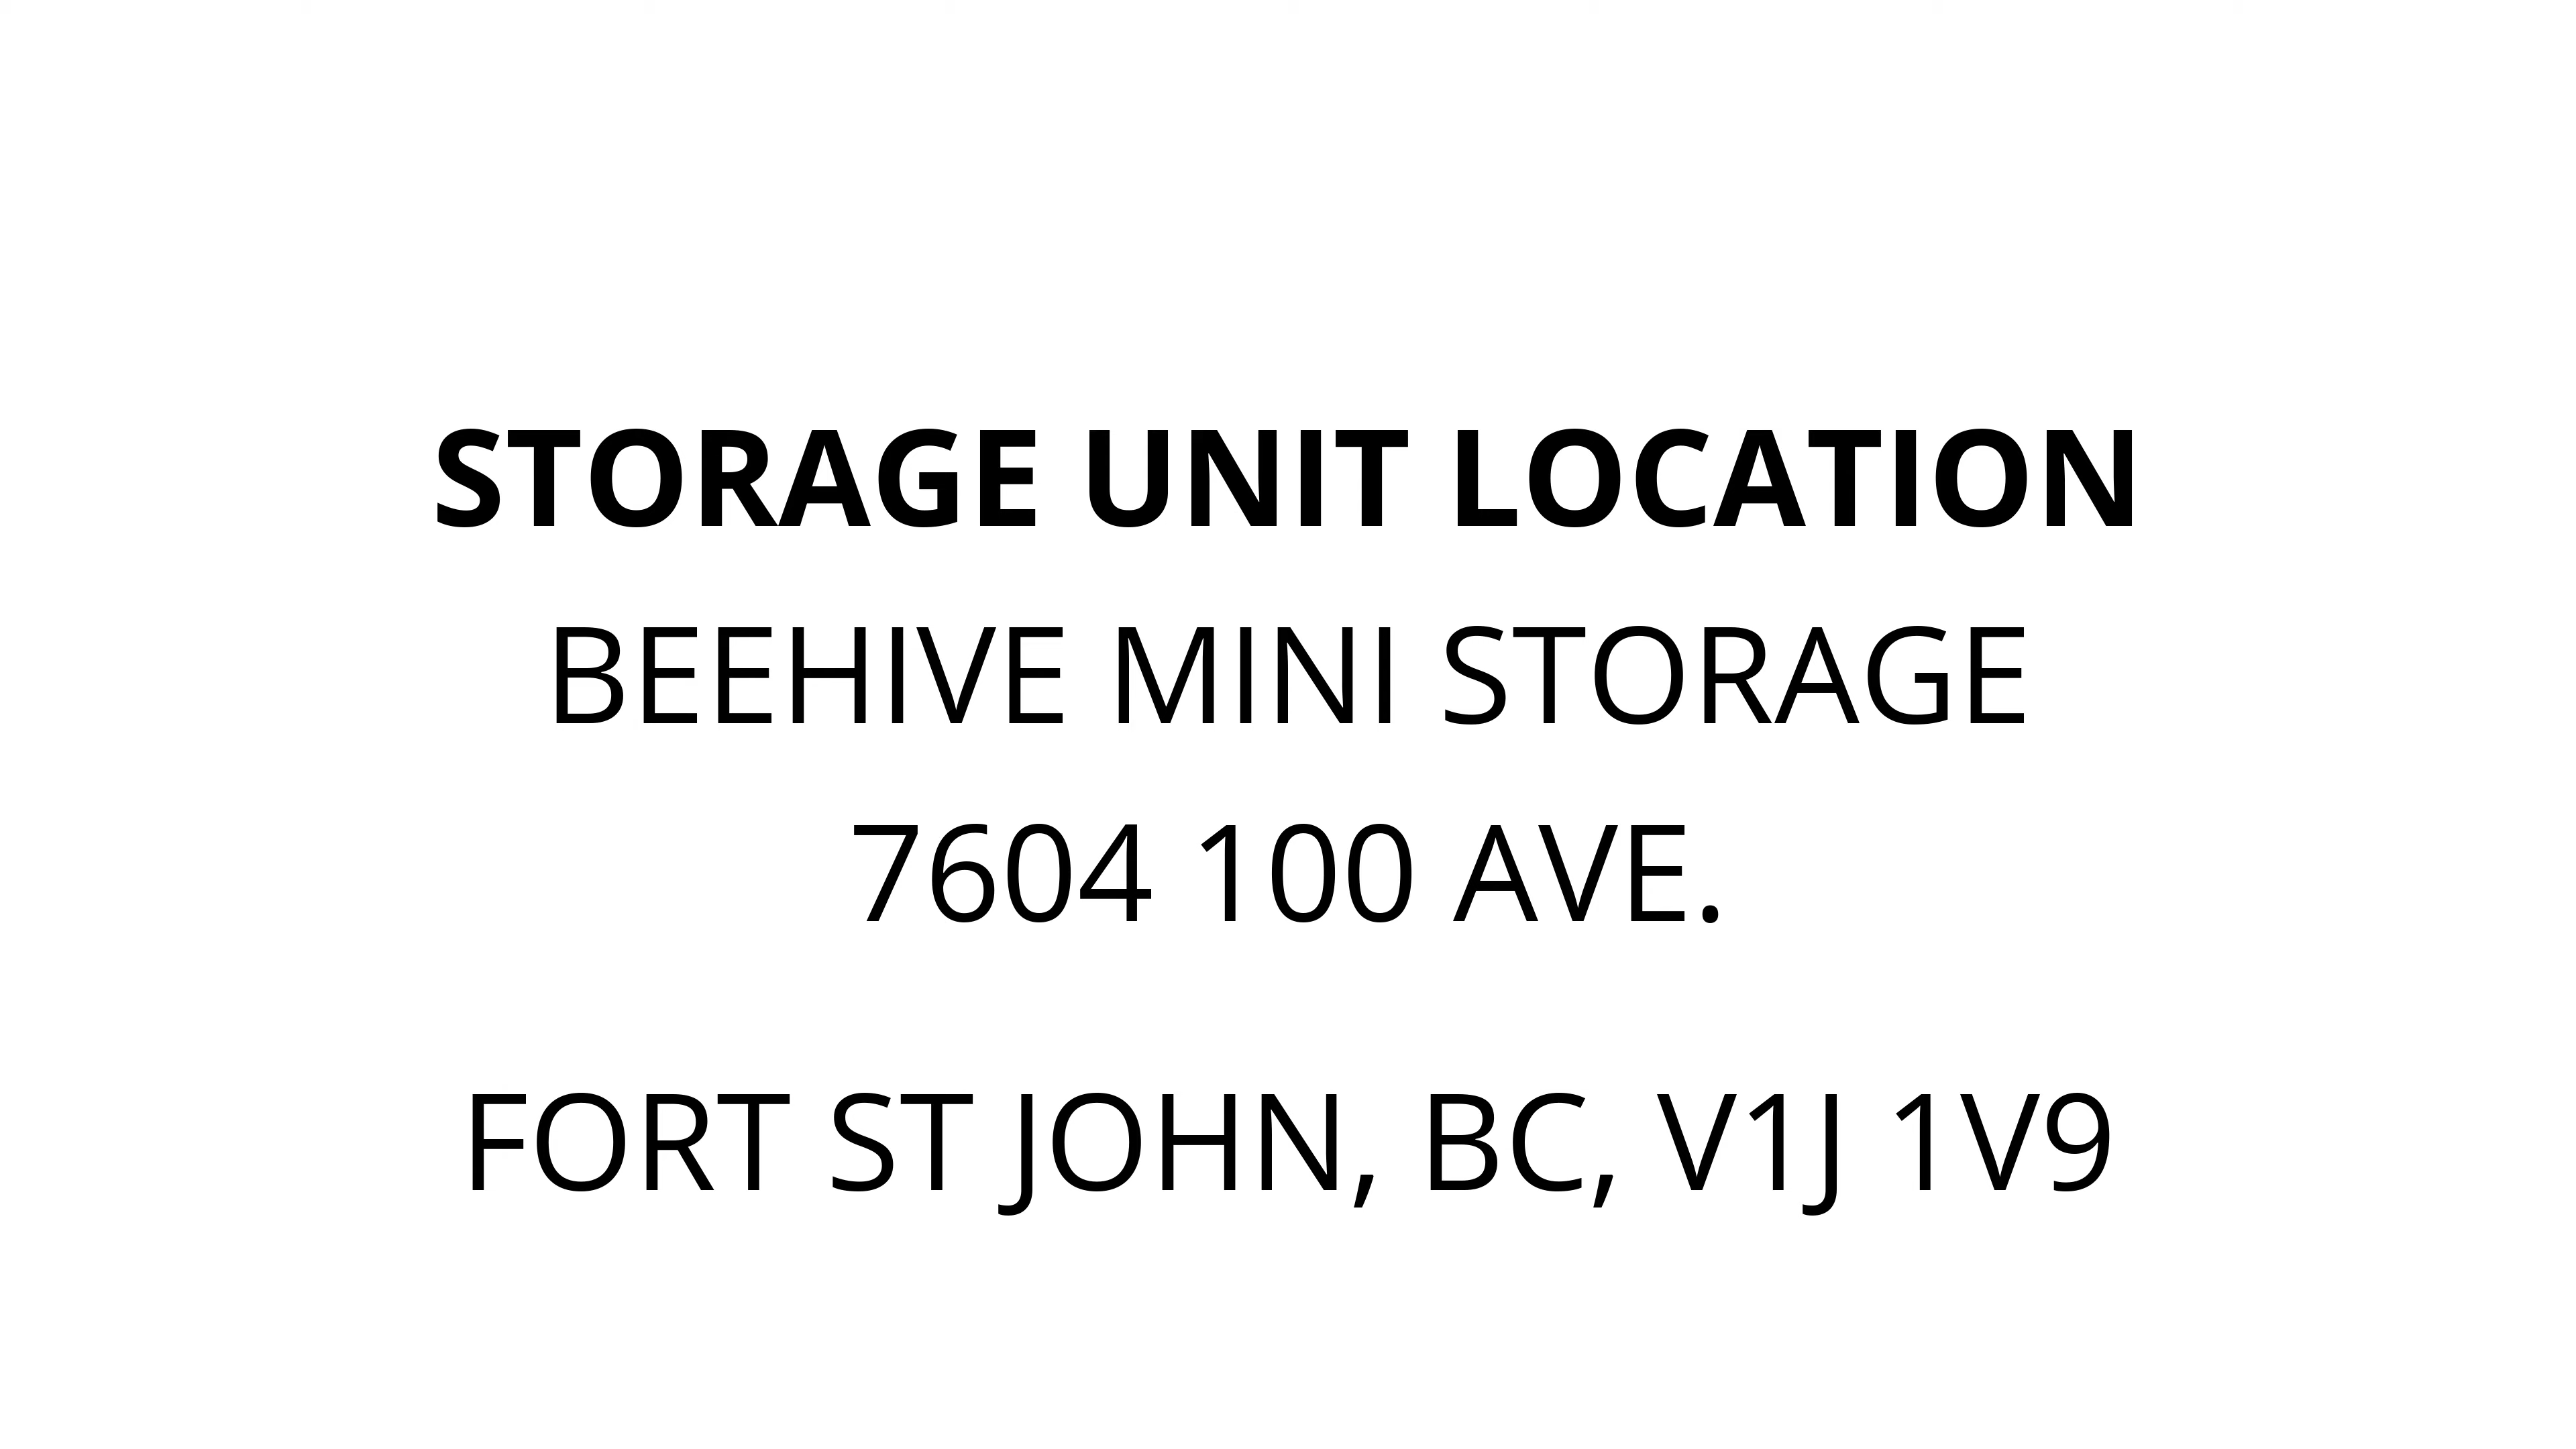 STORAGE UNIT LOCATION
BEEHIVE MINI STORAGE
7604 100 AVE.
FORT ST JOHN, BC, V1J 1V9